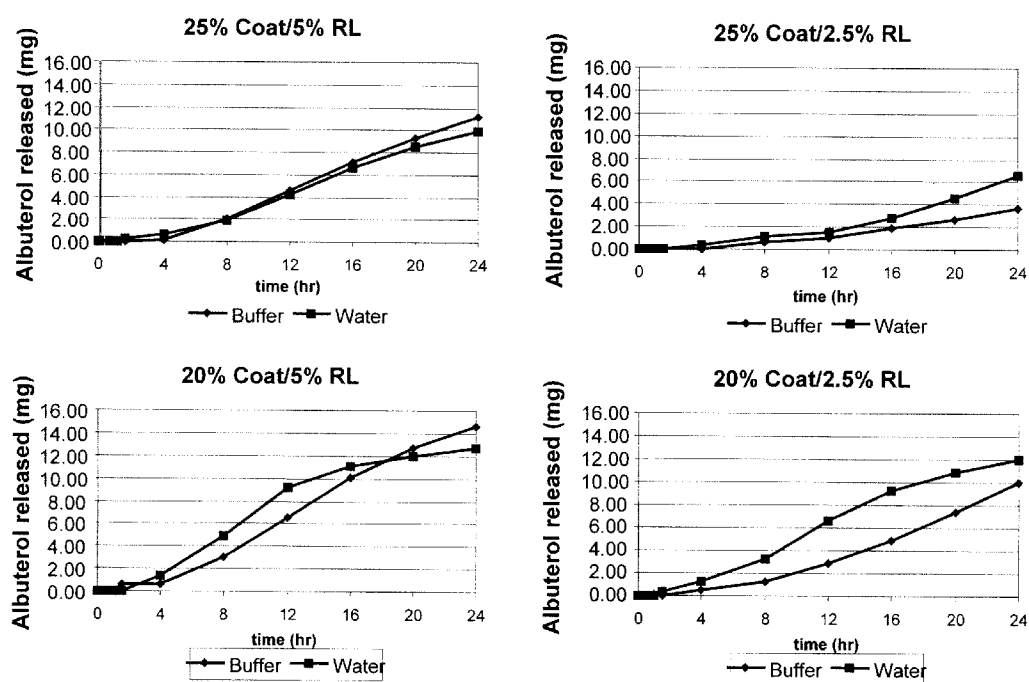 25% Coat/5% RL
Albuterol released (mg)
16.00
14.00
12.00
10.00
8.00
6.00
4.00
2.00
0.00
0 4 8 12 16 20 24
time (hr)
Buffer Water
25% Coat/2.5% RL
Albuterol released (mg)
16.00
14.00
12.00
10.00
8.00
6.00
4.00
2.00
0.00
0 4 8 12 16 20 24
time (hr)
Buffer Water
20% Coat/5% RL
Albuterol released (mg)
16.00
14.00
12.00
10.00
8.00
6.00
4.00
2.00
0.00
0 4 8 12 16 20 24
time (hr)
Buffer Water
20% Coat/2.5% RL
Albuterol released (mg)
16.00
14.00
12.00
10.00
8.00
6.00
4.00
2.00
0.00
0 4 8 12 16 20 24
time (hr)
Buffer Water